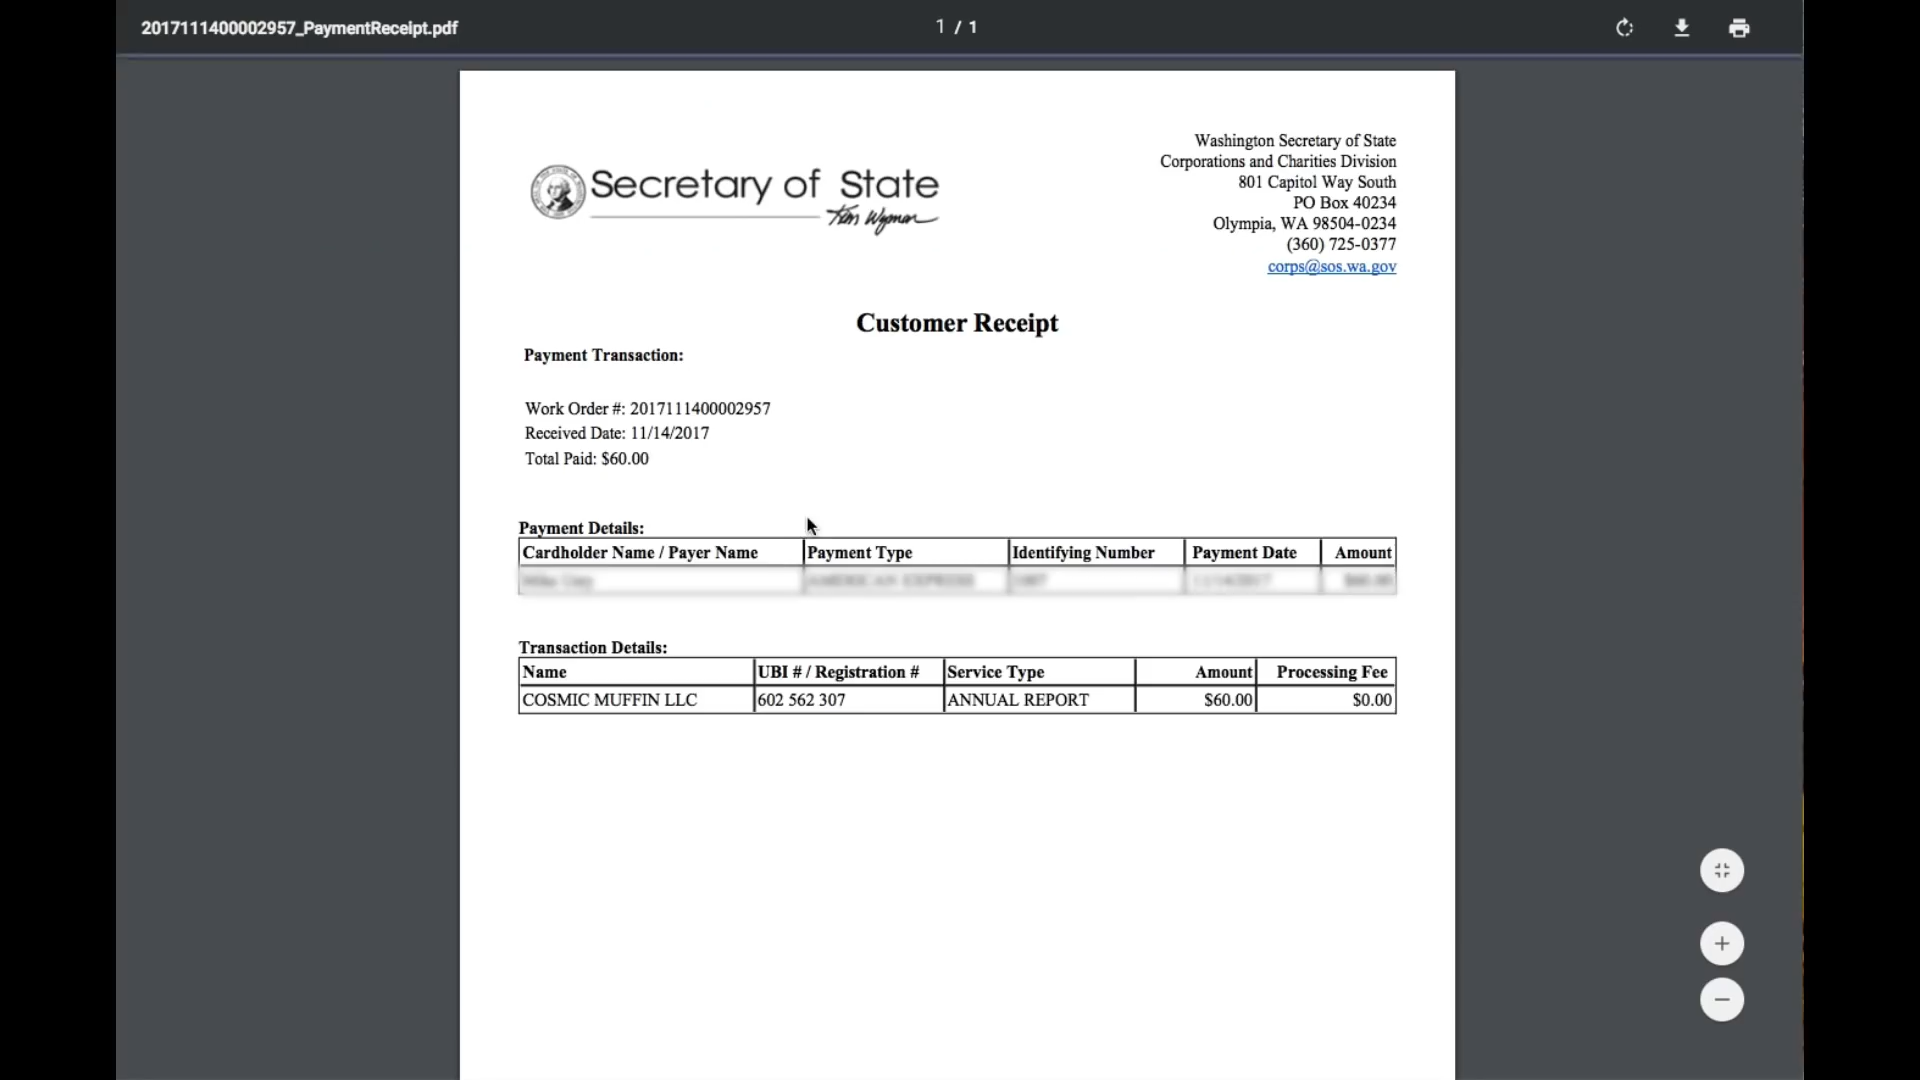 2017111400002957_PaymentReceipt.pdf 1 / 1
Washington Secretary of State
Corporations and Charities Division
801 Capitol Way South
PO Box 40234
Olympia, WA 98504-0234
(360) 725-0377
corps@sos.wa.gov
Secretary of State
Kim Wyman
Customer Receipt
Payment Transaction:
Work Order #: 2017111400002957
Received Date: 11/14/2017
Total Paid: $60.00
Payment Details:
Cardholder Name / Payer Name Payment Type Identifying Number Payment Date Amount
Transaction Details:
Name UBI # / Registration # Service Type Amount Processing Fee
COSMIC MUFFIN LLC 602 562 307 ANNUAL REPORT $60.00 $0.00